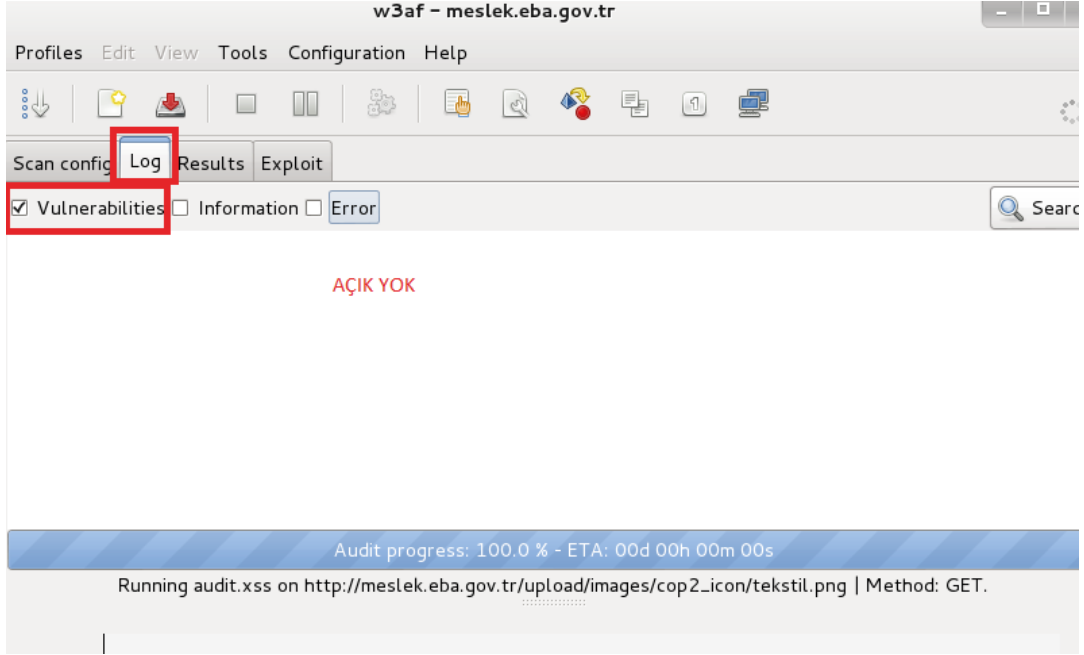 w3af - meslek.eba.gov.tr
Profiles Edit View Tools Configuration Help
Scan config Log Results Exploit
Vulnerabilities Information Error Searc
AÇIK YOK
Audit progress: 100.0 % - ETA: 00d 00h 00m 00s
Running audit.xss on http://meslek.eba.gov.tr/upload/images/cop2_icon/tekstil.png | Method: GET.